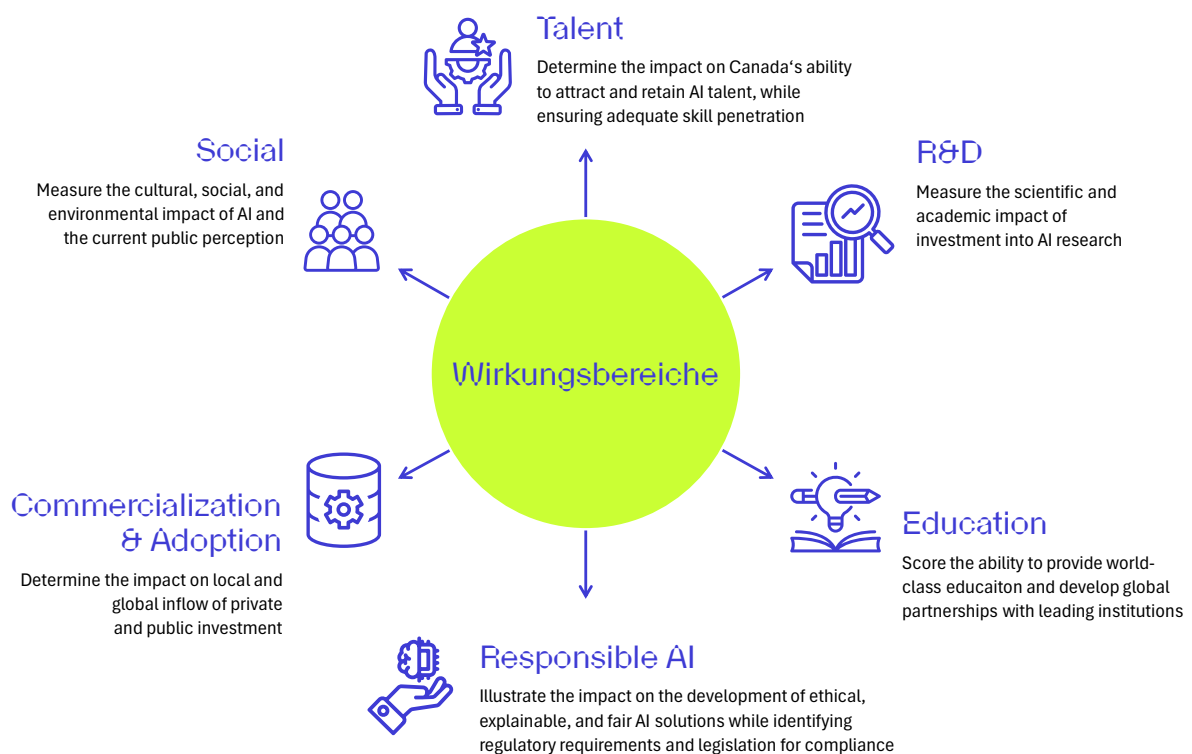 Talent
Determine the impact on Canada‘s ability
to attract and retain AI talent, while
ensuring adequate skill penetration
Social
Measure the cultural, social, and
environmental impact of AI and
the current public perception
R&D
Measure the scientific and
academic impact of
investment into AI research
Wirkungsbereiche
Commercialization
& Adoption
Determine the impact on local and
global inflow of private
and public investment
Education
Score the ability to provide world-
class educaiton and develop global
partnerships with leading institutions
Responsible AI
Illustrate the impact on the development of ethical,
explainable, and fair AI solutions while identifying
regulatory requirements and legislation for compliance